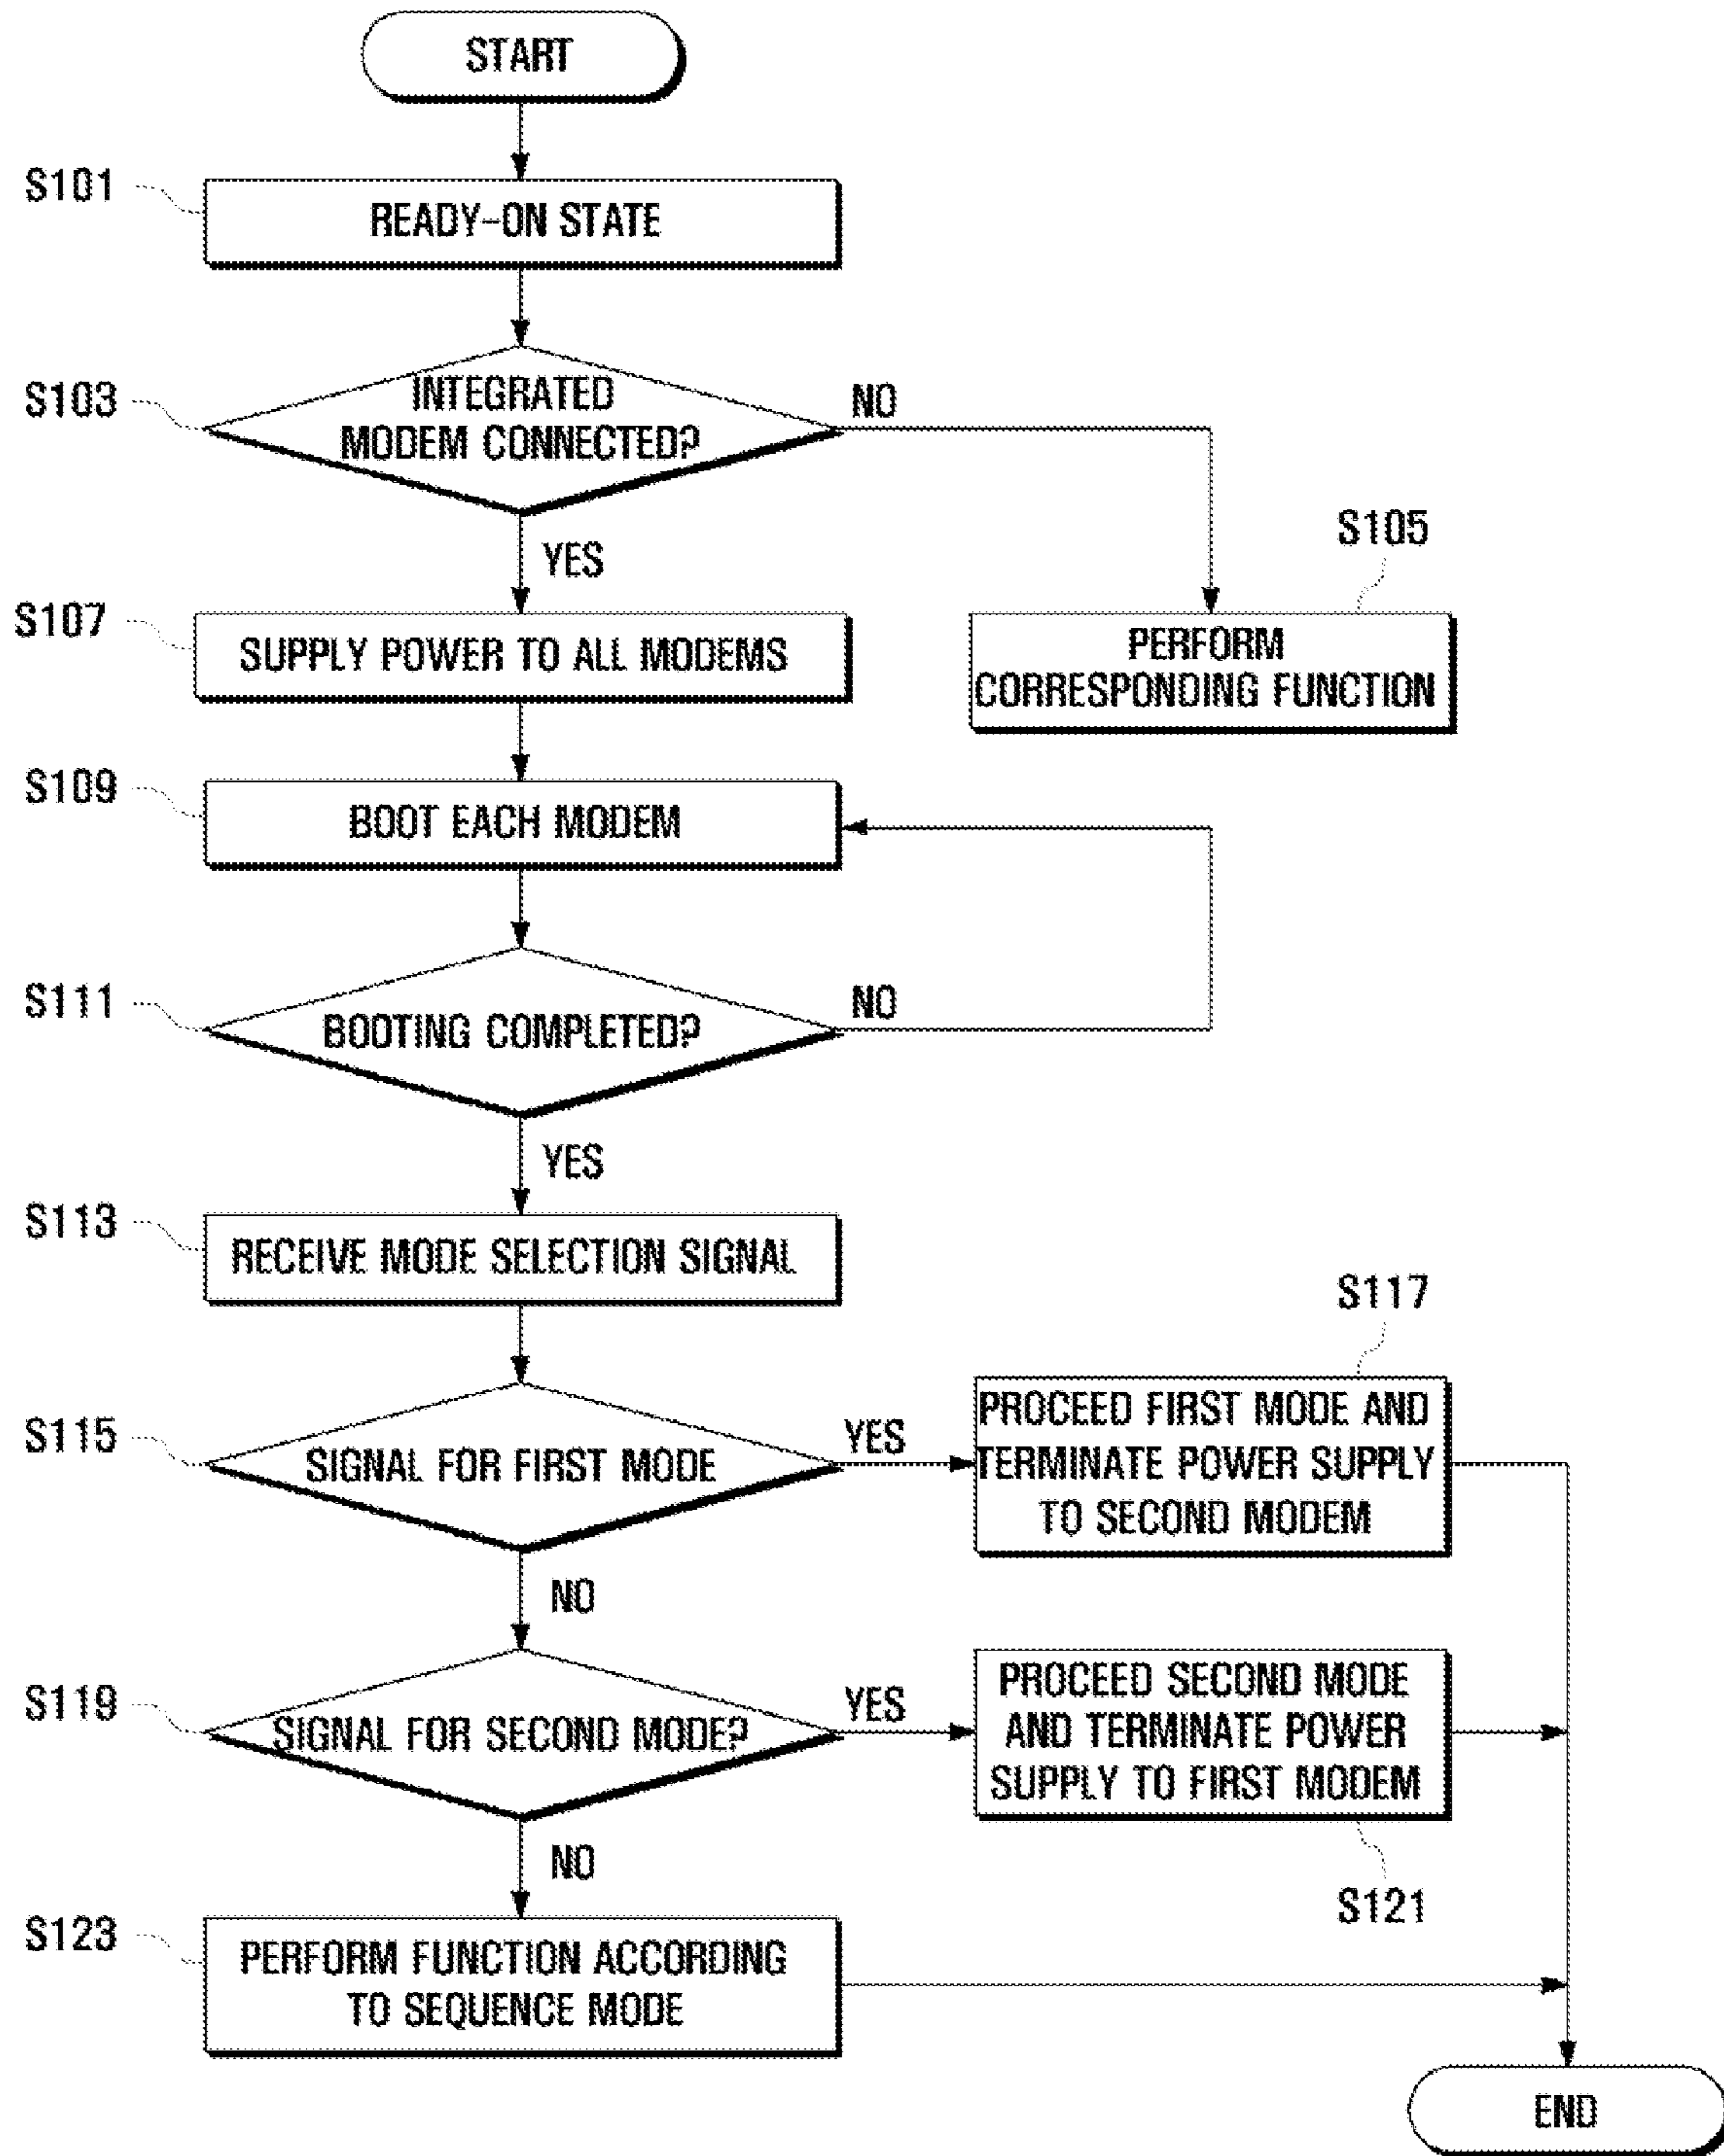 START
S101
READY-ON STATE
S103
INTEGRATED
MODEM CONNECTED?
NO
YES
S105
PERFORM
CORRESPONDING FUNCTION
S107
SUPPLY POWER TO ALL MODEMS
S109
BOOT EACH MODEM
S111
BOOTING COMPLETED?
NO
YES
S113
RECEIVE MODE SELECTION SIGNAL
S115
SIGNAL FOR FIRST MODE
YES
NO
S117
PROCEED FIRST MODE AND
TERMINATE POWER SUPPLY
TO SECOND MODEM
S119
SIGNAL FOR SECOND MODE?
YES
NO
PROCEED SECOND MODE
AND TERMINATE POWER
SUPPLY TO FIRST MODEM
S121
S123
PERFORM FUNCTION ACCORDING
TO SEQUENCE MODE
END